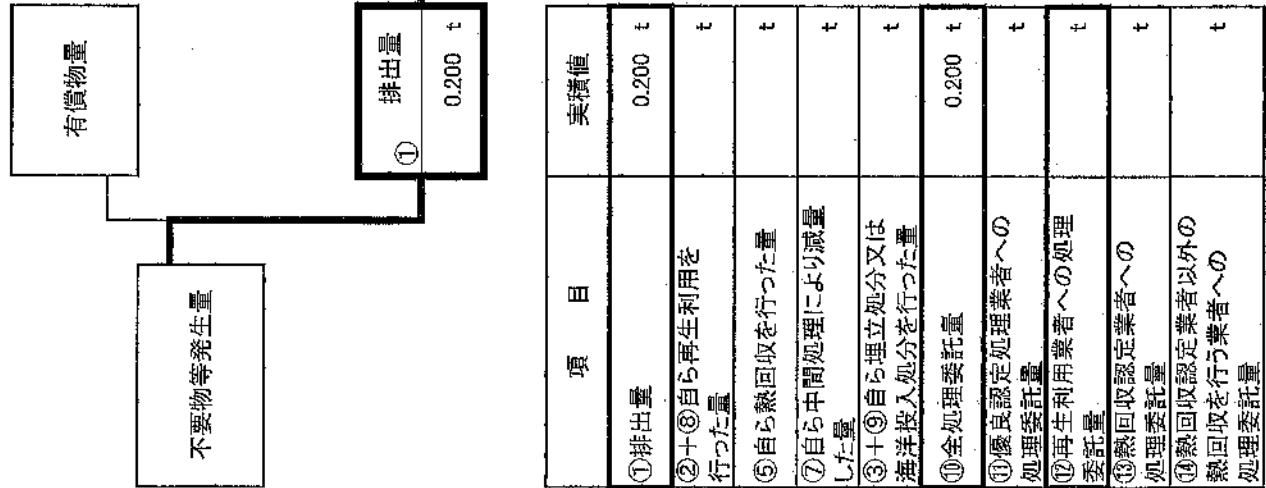 有償物量
不要物等発生量
①
排出量
0.200 t
項 目
実積値
①排出量
0.200 t
②+⑧自ら再生利用を
行った量
t
⑤自ら熱回収を行った量
t
⑦自ら中間処理により減量
した量
t
③+⑨自ら埋立処分又は
海洋投入処分を行った量
t
⑩全処理委託量
0.200 t
⑪優良認定処理業者への
処理委託量
t
⑫再生利用業者への処理
委託量
t
⑬熱回収認定業者への
処理委託量
t
⑭熱回収認定業者以外の
熱回収を行う業者への
処理委託量
t